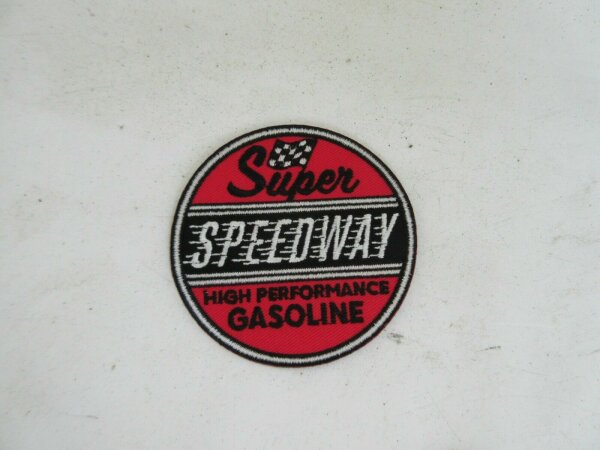 Super
SPEEDWAY
HIGH PERFORMANCE
GASOLINE